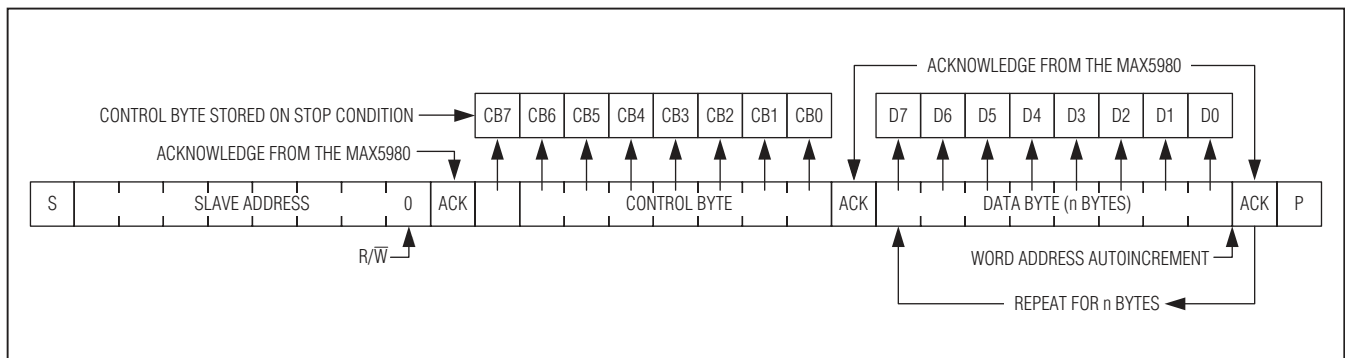 ACKNOWLEDGE FROM THE MAX5980
CONTROL BYTE STORED ON STOP CONDITION CB7 CB6 CB5 CB4 CB3 CB2 CB1 CB0 D7 D6 D5 D4 D3 D2 D1 D0
ACKNOWLEDGE FROM THE MAX5980
S SLAVE ADDRESS 0 ACK CONTROL BYTE ACK DATA BYTE (n BYTES) ACK P
R/W̅ WORD ADDRESS AUTOINCREMENT
REPEAT FOR n BYTES